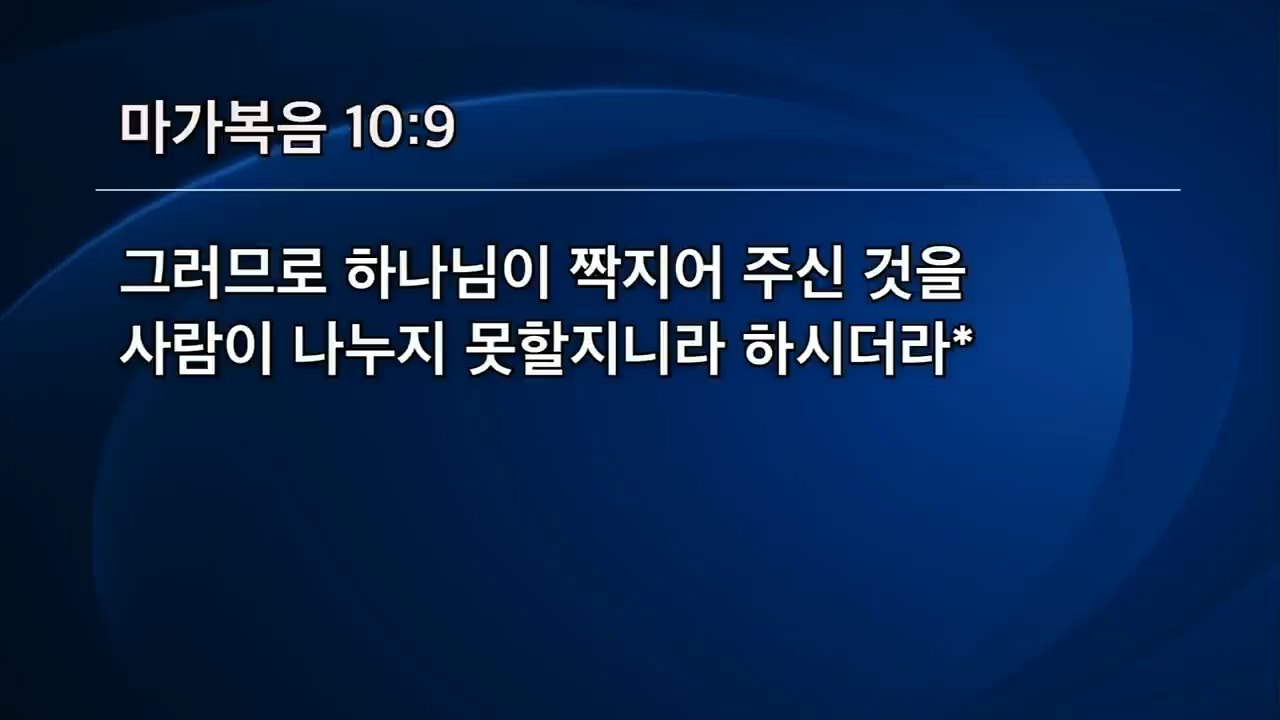 마가복음 10:9
그러므로 하나님이 짝지어 주신 것을
사람이 나누지 못할지니라 하시더라*